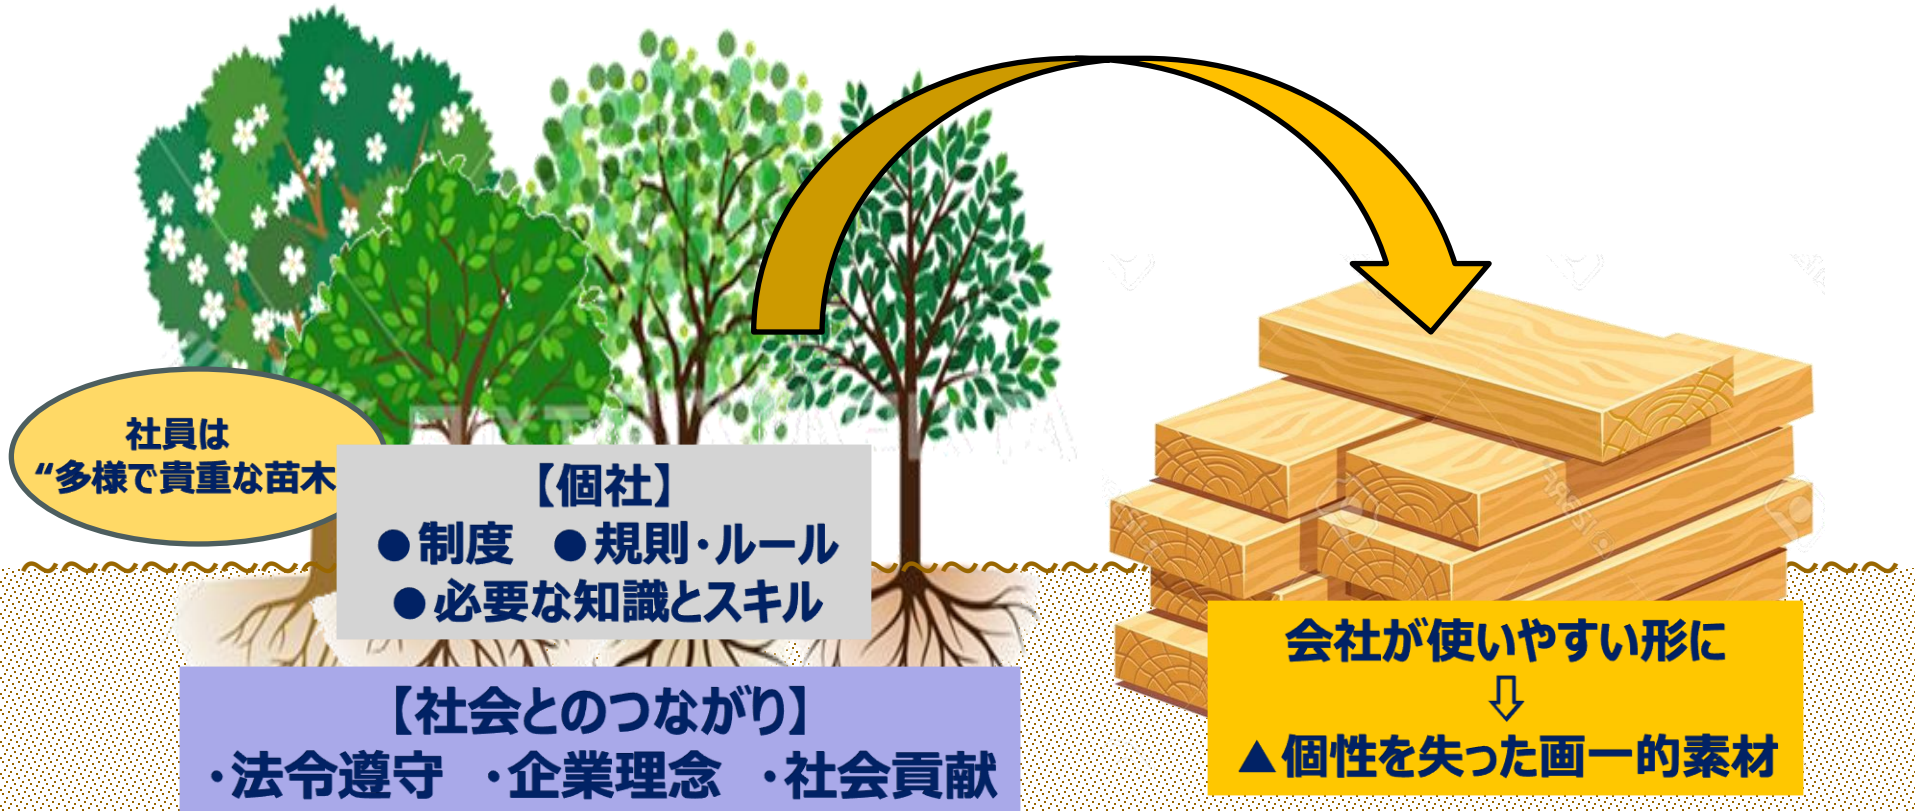 社員は
“多様で貴重な苗木
【個社】
●制度　●規則・ルール
●必要な知識とスキル
【社会とのつながり】
・法令遵守　・企業理念　・社会貢献
会社が使いやすい形に
⇩
▲個性を失った画一的素材